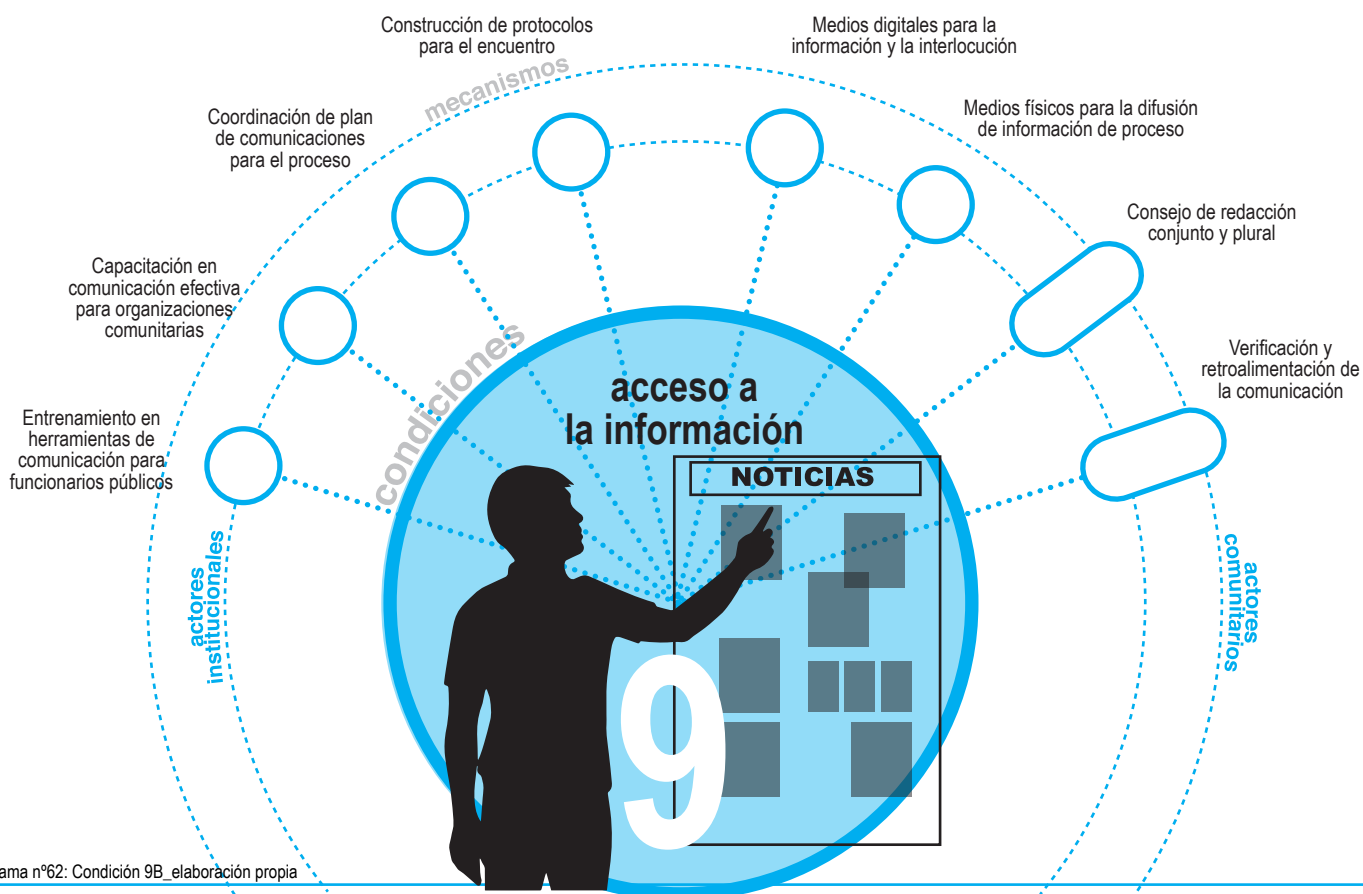 Construcción de protocolos
para el encuentro
Medios digitales para la
información y la interlocución
mecanismos
Coordinación de plan
de comunicaciones
para el proceso
Medios físicos para la difusión
de información de proceso
Consejo de redacción
conjunto y plural
Capacitación en
comunicación efectiva
para organizaciones
comunitarias
Verificación y
retroalimentación de
la comunicación
condiciones
acceso a
la información
Entrenamiento en
herramientas de
comunicación para
funcionarios públicos
NOTICIAS
actores
institucionales
actores
comunitarios
9
ama nº62: Condición 9B_elaboración propia